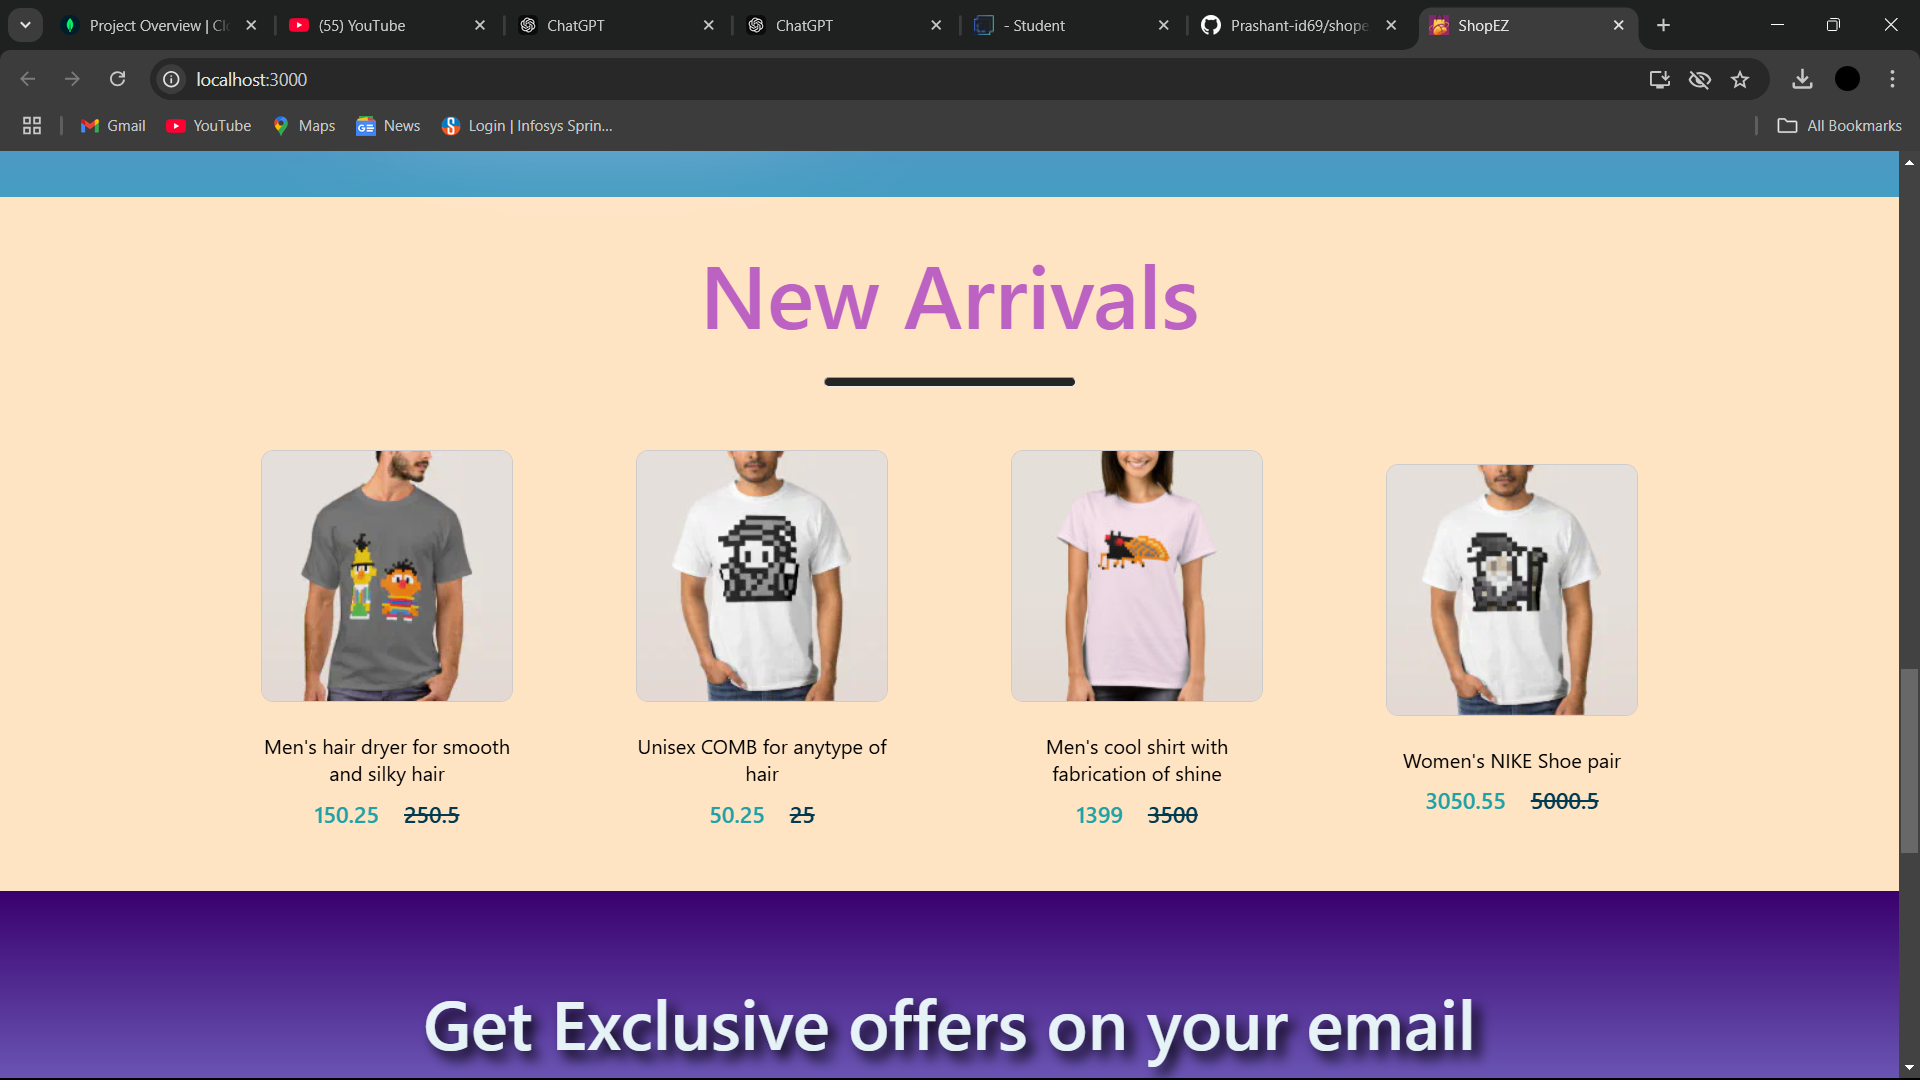 Project Overview | Clo
(55) YouTube
ChatGPT
ChatGPT
- Student
Prashant-id69/shope
ShopEZ
localhost:3000
Gmail
YouTube
Maps
News
Login | Infosys Sprin...
All Bookmarks
New Arrivals
Men's hair dryer for smooth
and silky hair
150.25 250.5
Unisex COMB for anytype of
hair
50.25 25
Men's cool shirt with
fabrication of shine
1399 3500
Women's NIKE Shoe pair
3050.55 5000.5
Get Exclusive offers on your email